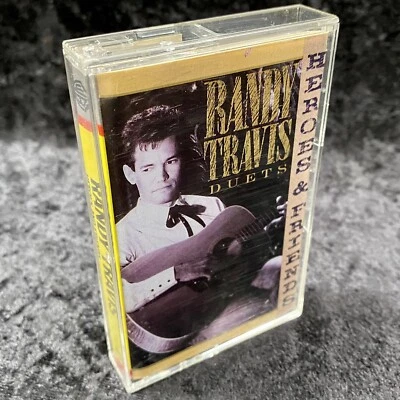 RANDY
TRAVIS
DUETS
HEROES & FRIENDS
RANDY TRAVIS